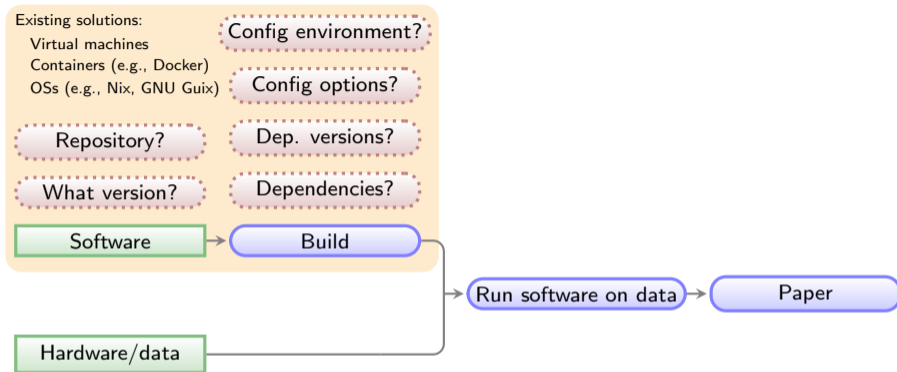 Existing solutions:
Virtual machines
Containers (e.g., Docker)
OSs (e.g., Nix, GNU Guix)
Config environment?
Config options?
Repository?
Dep. versions?
What version?
Dependencies?
Software
Build
Run software on data
Paper
Hardware/data